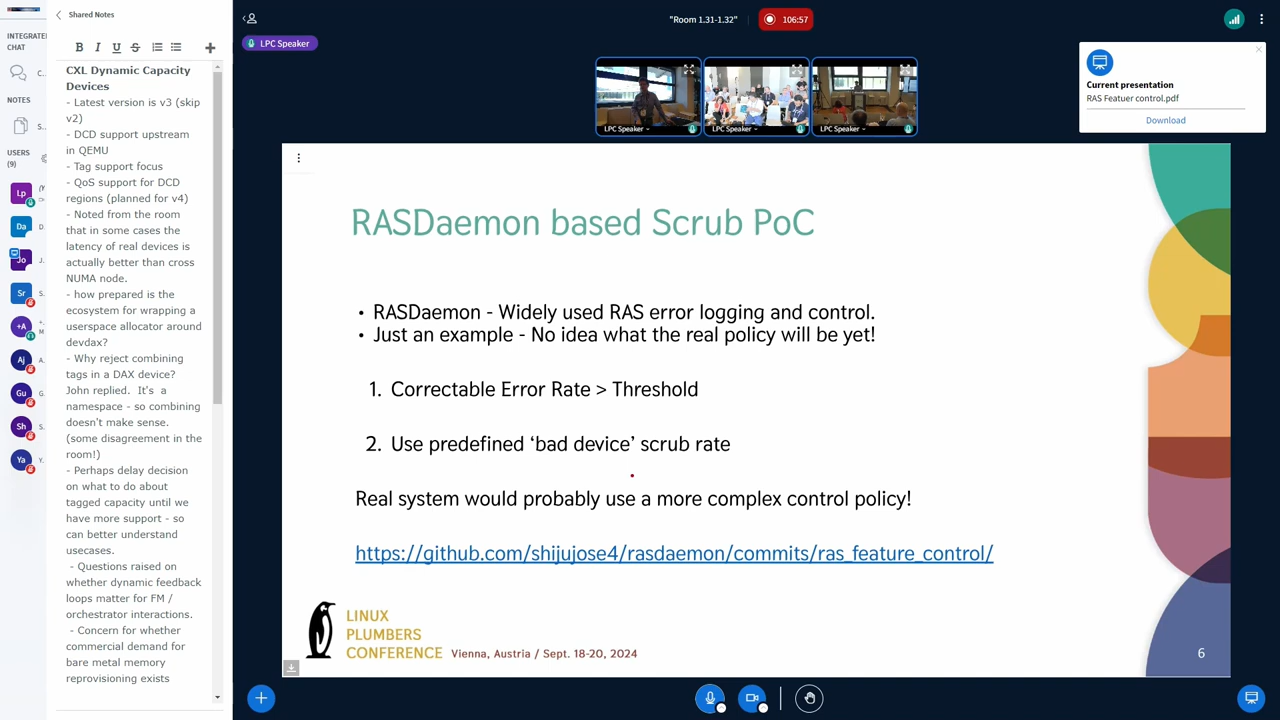 Shared Notes
"Room 1.31-1.32"
106:57
INTEGRATE
CHAT
LPC Speaker
B I U S
CXL Dynamic Capacity
Devices
- Latest version is v3 (skip
v2)
- DCD support upstream
in QEMU
- Tag support focus
- QoS support for DCD
regions (planned for v4)
- Noted from the room
that in some cases the
latency of real devices is
actually better than cross
NUMA node.
- how prepared is the
ecosystem for wrapping a
userspace allocator around
devdax?
- Why reject combining
tags in a DAX device?
John replied. It's a
namespace - so combining
doesn't make sense.
(some disagreement in the
room!)
- Perhaps delay decision
on what to do about
tagged capacity until we
have more support - so
can better understand
usecases.
- Questions raised on
whether dynamic feedback
loops matter for FM /
orchestrator interactions.
- Concern for whether
commercial demand for
bare metal memory
reprovisioning exists
C..
NOTES
S..
USERS
(9)
Lp
Da
D.
Jo
J.
Sr
S.
+A
M
Aj
A.
Gu
G.
Sh
S.
Ya
Y.
LPC Speaker
LPC Speaker
LPC Speaker
Current presentation
RAS Featuer control.pdf
Download
RASDaemon based Scrub PoC
• RASDaemon - Widely used RAS error logging and control.
• Just an example - No idea what the real policy will be yet!
1. Correctable Error Rate > Threshold
2. Use predefined ‘bad device’ scrub rate
Real system would probably use a more complex control policy!
https://github.com/shijujose4/rasdaemon/commits/ras_feature_control/
LINUX
PLUMBERS
CONFERENCE Vienna, Austria / Sept. 18-20, 2024
6